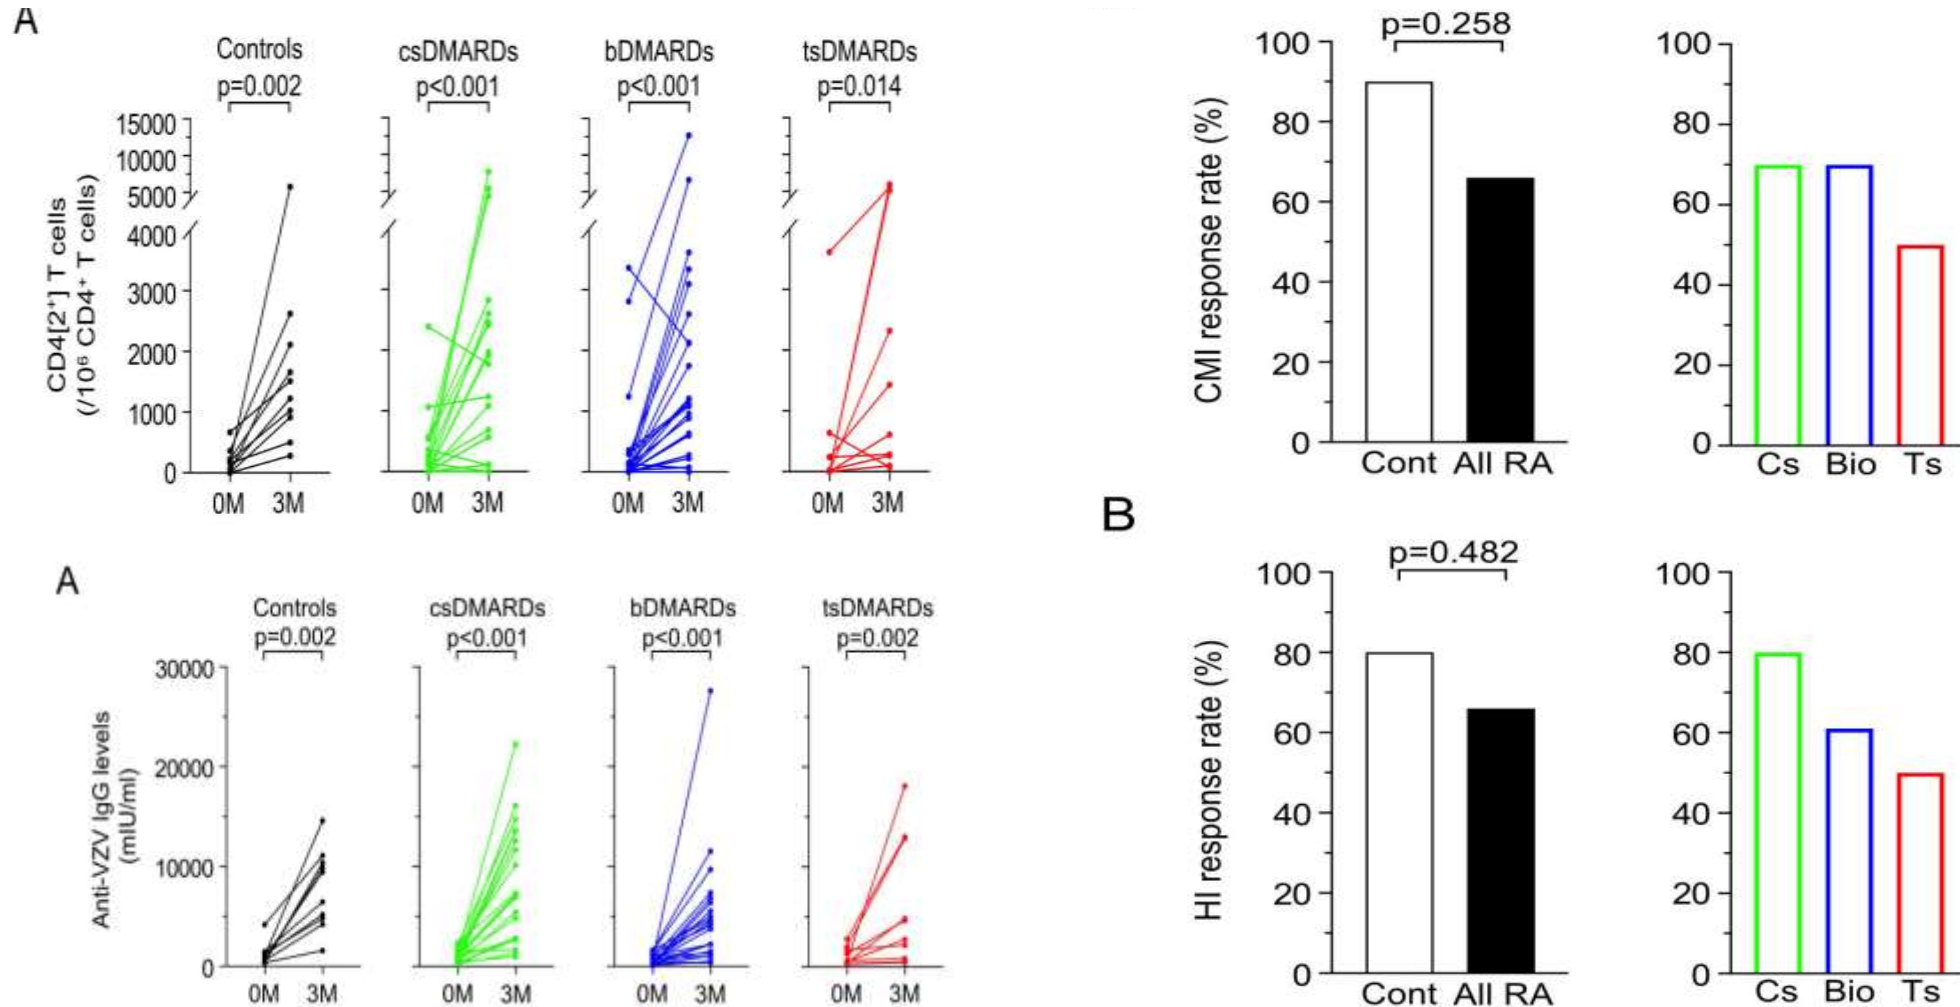 A
Controls csDMARDs bDMARDs tsDMARDs
p=0.002 p<0.001 p<0.001 p=0.014
CD4[2⁺] T cells
(/10⁶ CD4⁺ T cells)
15000
10000
5000
4000
3000
2000
1000
0
0M 3M 0M 3M 0M 3M 0M 3M
p=0.258
CMI response rate (%)
100 100
80 80
60 60
40 40
20 20
0 0
Cont All RA Cs Bio Ts
A
Controls csDMARDs bDMARDs tsDMARDs
p=0.002 p<0.001 p<0.001 p=0.002
Anti-VZV IgG levels
(mIU/ml)
30000
20000
10000
0
0M 3M 0M 3M 0M 3M 0M 3M
B
p=0.482
HI response rate (%)
100 100
80 80
60 60
40 40
20 20
0 0
Cont All RA Cs Bio Ts